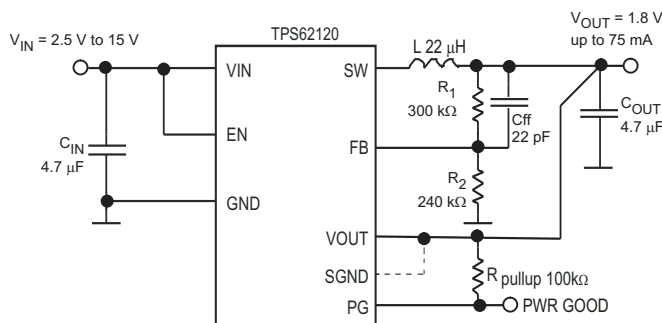 TPS62120
V_IN = 2.5 V to 15 V
V_OUT = 1.8 V
up to 75 mA
VIN
SW
L 22 μH
R1
300 kΩ
Cff
22 pF
C_OUT
4.7 μF
EN
C_IN
4.7 μF
FB
GND
R2
240 kΩ
VOUT
SGND
R pullup 100kΩ
PG
PWR GOOD